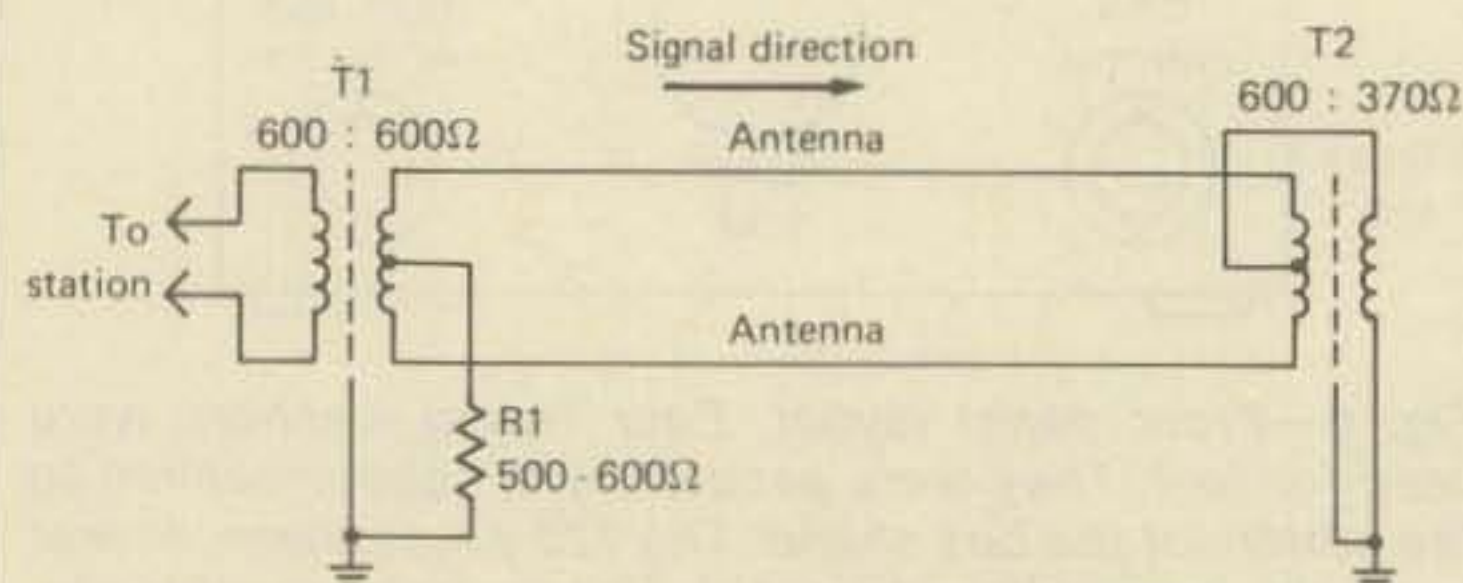 Signal direction
T1
600 : 600Ω
T2
600 : 370Ω
Antenna
To
station
Antenna
R1
500-600Ω